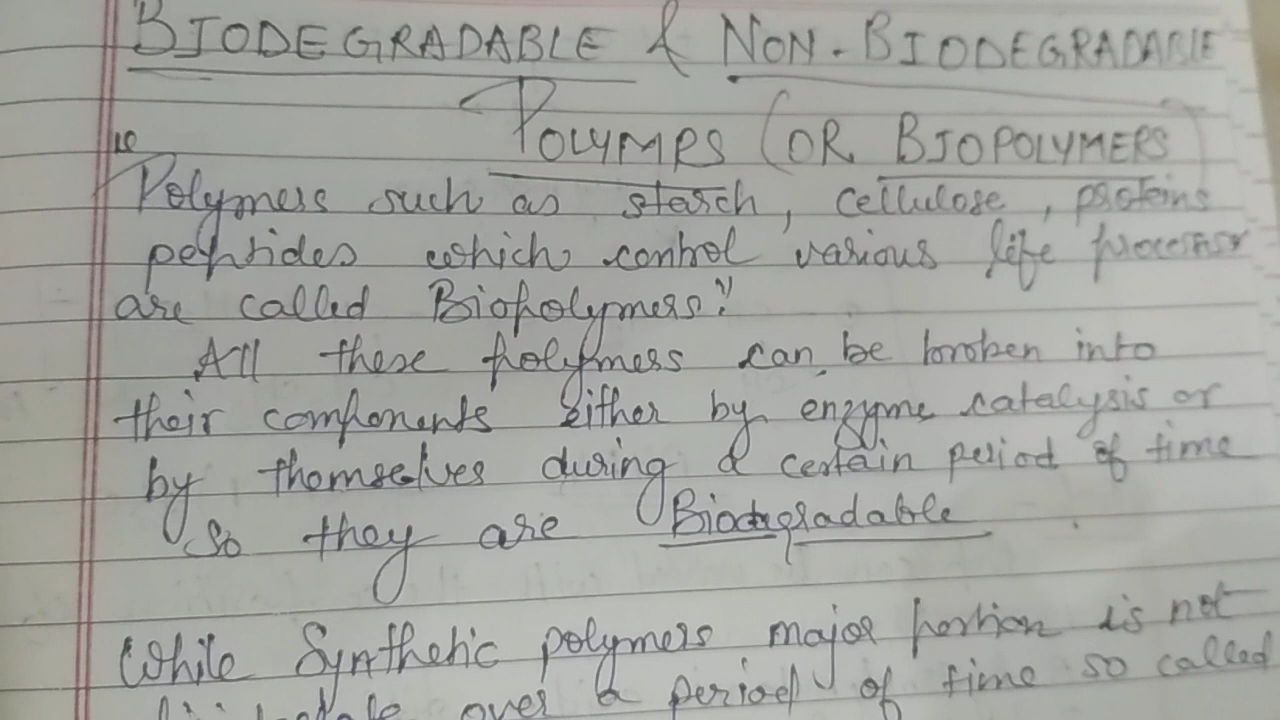 BIODEGRADABLE & NON-BIODEGRADABLE
POLYMRS (OR BIOPOLYMERS
"Polymers such as starch, cellulose, proteins
peptides which control various life processor
are called Biopolymers"
All these polymers can be broken into
their components either by enzyme catalysis or
by themselves during a certain period of time
So they are Biodegradable
While Synthetic polymers major portion is not
over a period of time so called